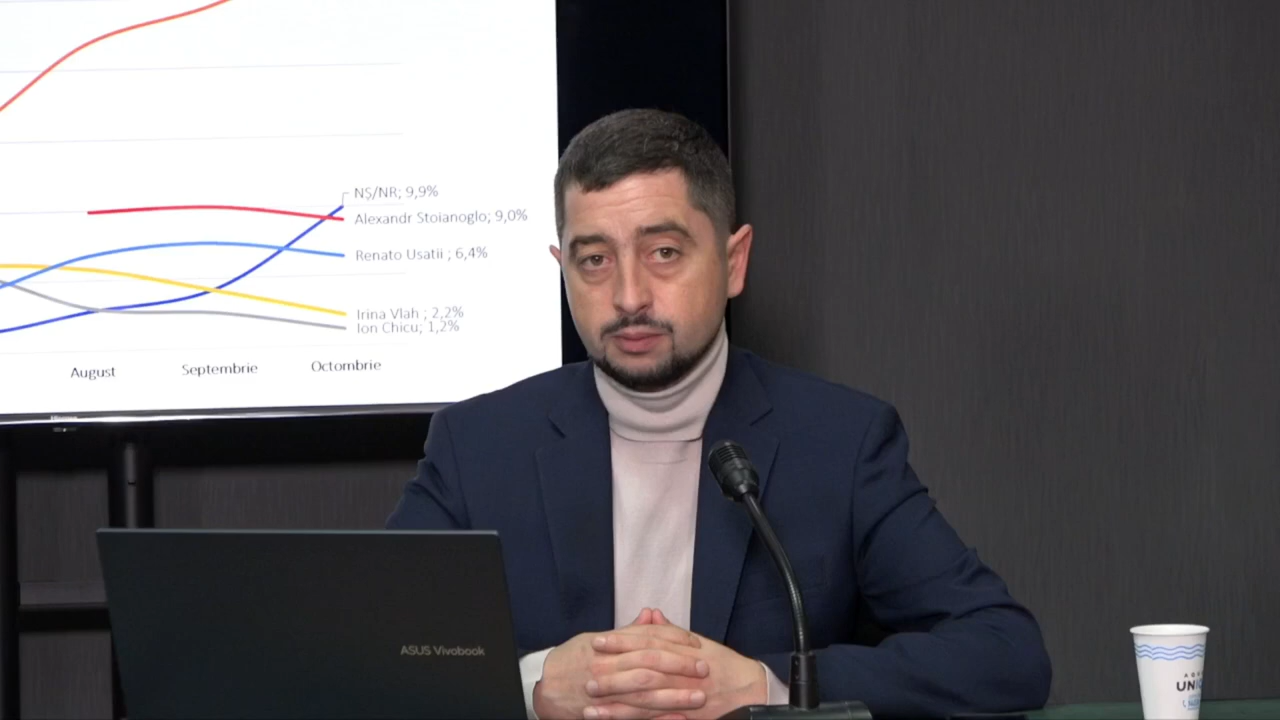 NȘ/NR; 9,9%
Alexandr Stoianoglo; 9,0%
Renato Usatii ; 6,4%
Irina Vlah ; 2,2%
Ion Chicu; 1,2%
August Septembrie Octombrie
ASUS Vivobook